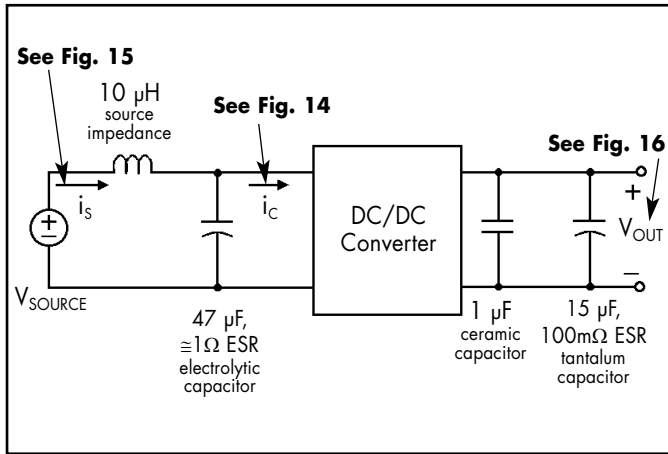 See Fig. 15
10 µH
source
impedance
See Fig. 14
See Fig. 16
iS
iC
DC/DC
Converter
+
VOUT
–
+
–
VSOURCE
47 µF,
≅1Ω ESR
electrolytic
capacitor
1 µF
ceramic
capacitor
15 µF,
100mΩ ESR
tantalum
capacitor